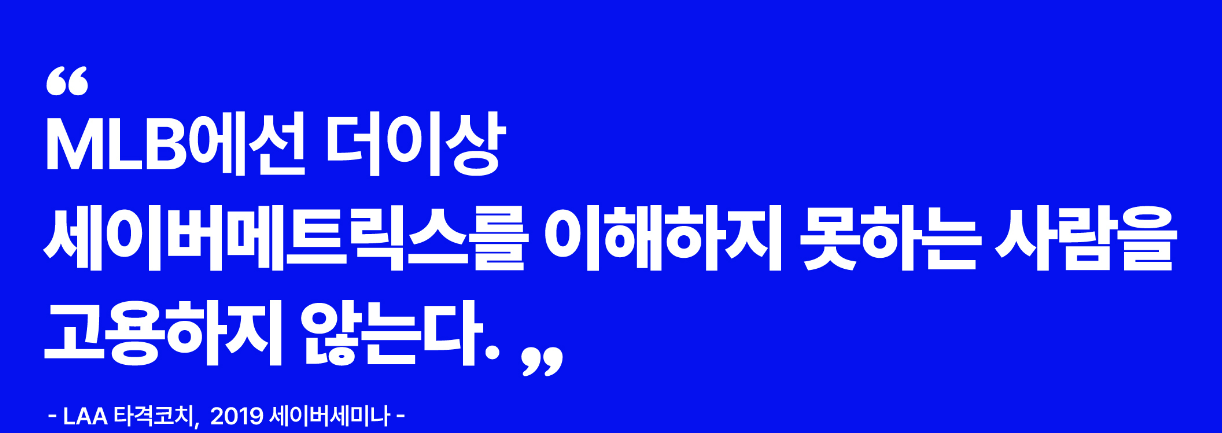 “
MLB에선 더이상
세이버메트릭스를 이해하지 못하는 사람을
고용하지 않는다. ”
- LAA 타격코치, 2019 세이버세미나 -